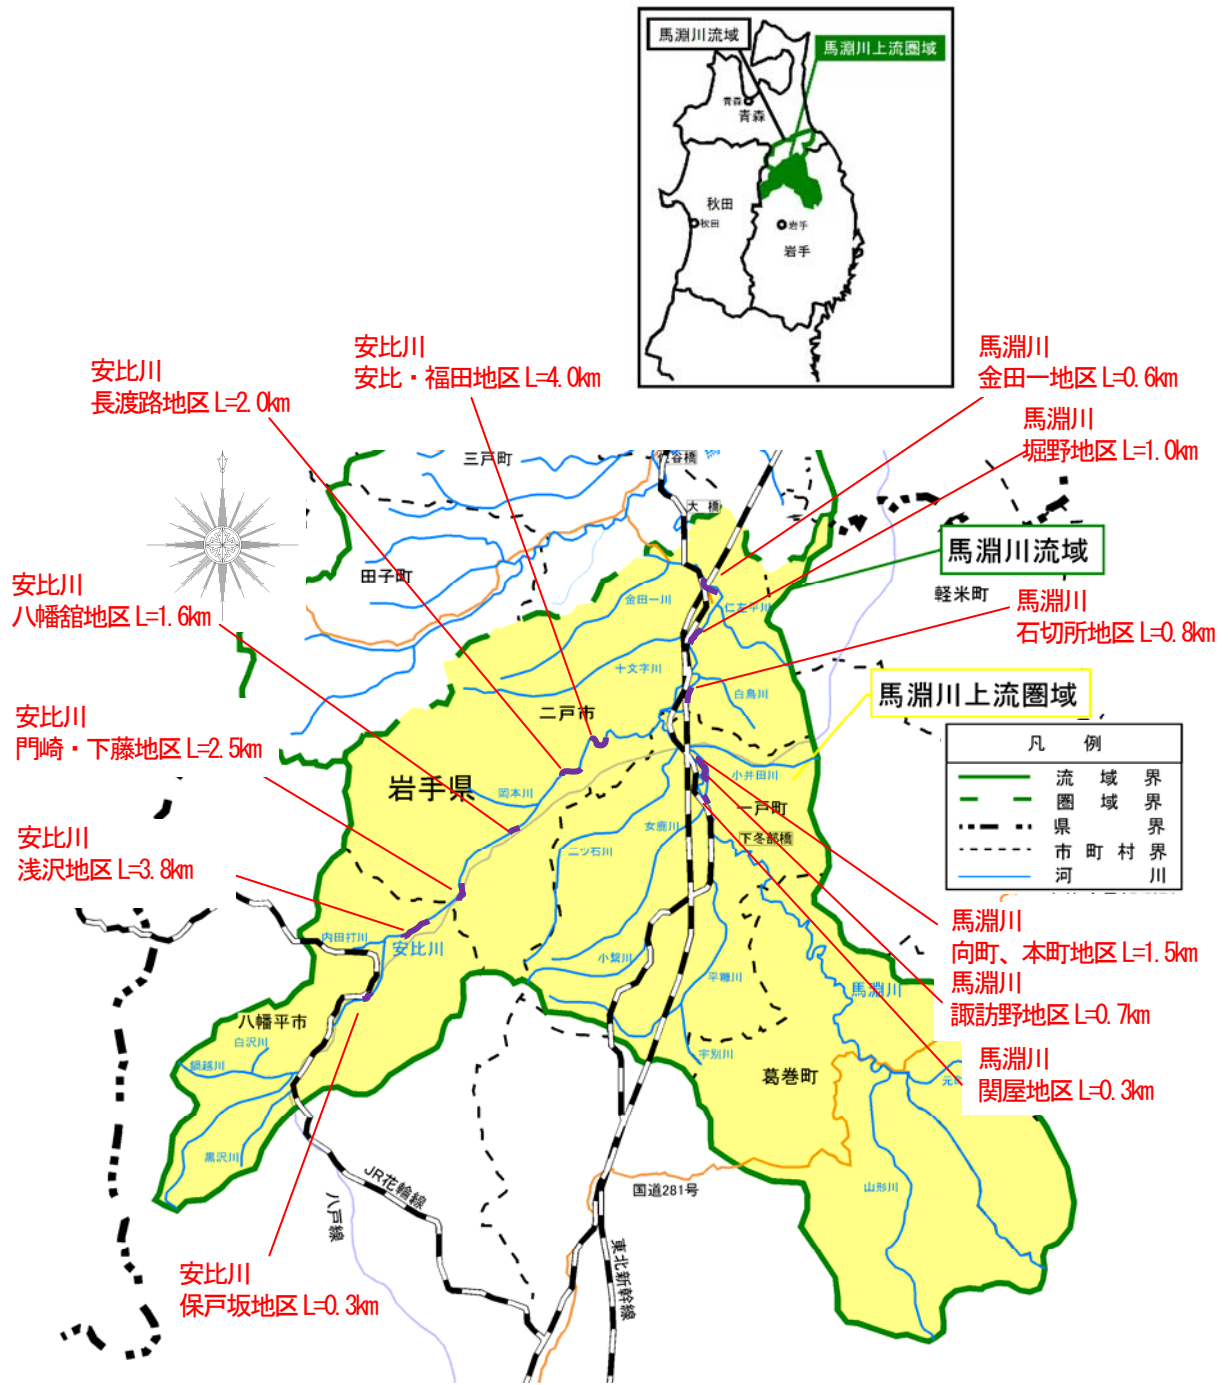 馬淵川流域
馬淵川上流圏域
青森
青森
秋田
秋田
岩手
岩手
安比川
長渡路地区 L=2.0km
安比川
安比・福田地区 L=4.0km
馬淵川
金田一地区 L=0.6km
馬淵川
堀野地区 L=1.0km
三戸町
大 橋
馬淵川流域
田子町
軽米町
安比川
八幡舘地区 L=1.6km
金田一川
仁左平川
馬淵川
石切所地区 L=0.8km
十文字川
白鳥川
馬淵川上流圏域
二戸市
安比川
門崎・下藤地区 L=2.5km
凡 例
流 域 界
圏 域 界
県 界
市 町 村 界
河 川
小井田川
岩手県
岡本川
一戸町
女鹿川
下冬部橋
二ツ石川
安比川
浅沢地区 L=3.8km
内田打川
安比川
小繋川
平糠川
馬淵川
馬淵川
向町、本町地区 L=1.5km
馬淵川
諏訪野地区 L=0.7km
八幡平市
白沢川
鍋越川
宇別川
葛巻町
馬淵川
関屋地区 L=0.3km
黒沢川
JR花輪線
八戸線
国道281号
山形川
東北新幹線
安比川
保戸坂地区 L=0.3km